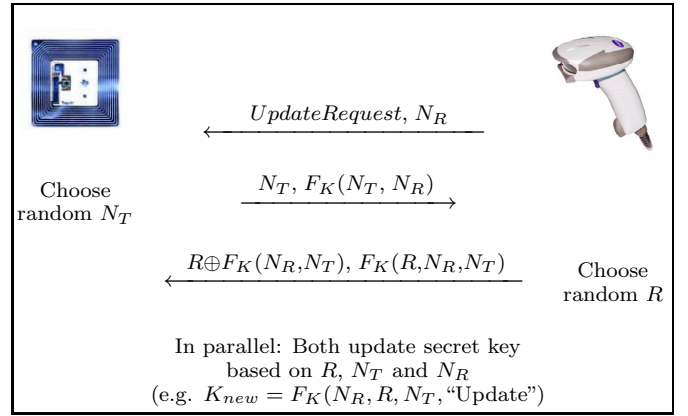 UpdateRequest, N_R
N_T, F_K(N_T, N_R)
Choose
random N_T
R⊕F_K(N_R,N_T), F_K(R,N_R,N_T)
Choose
random R
In parallel: Both update secret key
based on R, N_T and N_R
(e.g. K_new = F_K(N_R, R, N_T, “Update”)